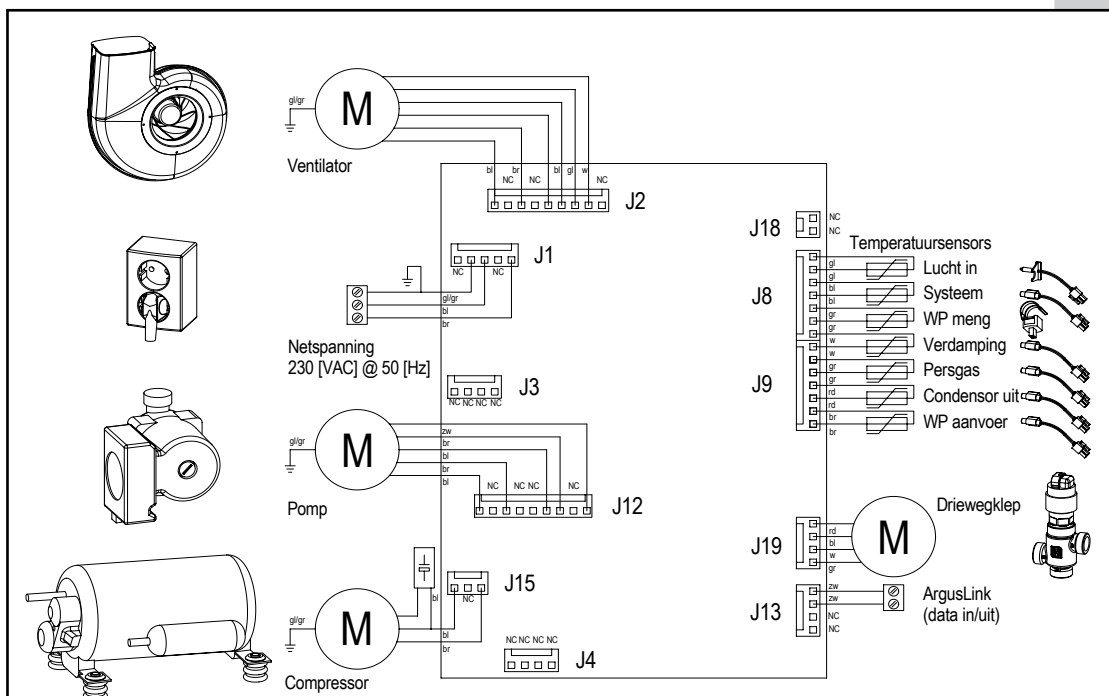 gl/gr
M
Ventilator
bl br bl gl w
NC NC NC
J2
J1
NC NC
gl/gr
bl
br
Netspanning
230 [VAC] @ 50 [Hz]
J3
NC NC NC NC
gl/gr
M
Pomp
zw
br
bl
br
bl
NC NC NC NC
J12
J15
NC
bl
gl/gr
M
Compressor
bl
br
NC NC NC NC
J4
J18
NC
NC
Temperatuursensors
J8
gl
Lucht in
gl
bl
Systeem
bl
gr
WP meng
gr
J9
w
Verdamping
w
gr
Persgas
gr
rd
Condensor uit
rd
br
WP aanvoer
br
Driewegklep
J19
rd
bl
w
gr
M
J13
zw
zw
NC
NC
ArgusLink
(data in/uit)